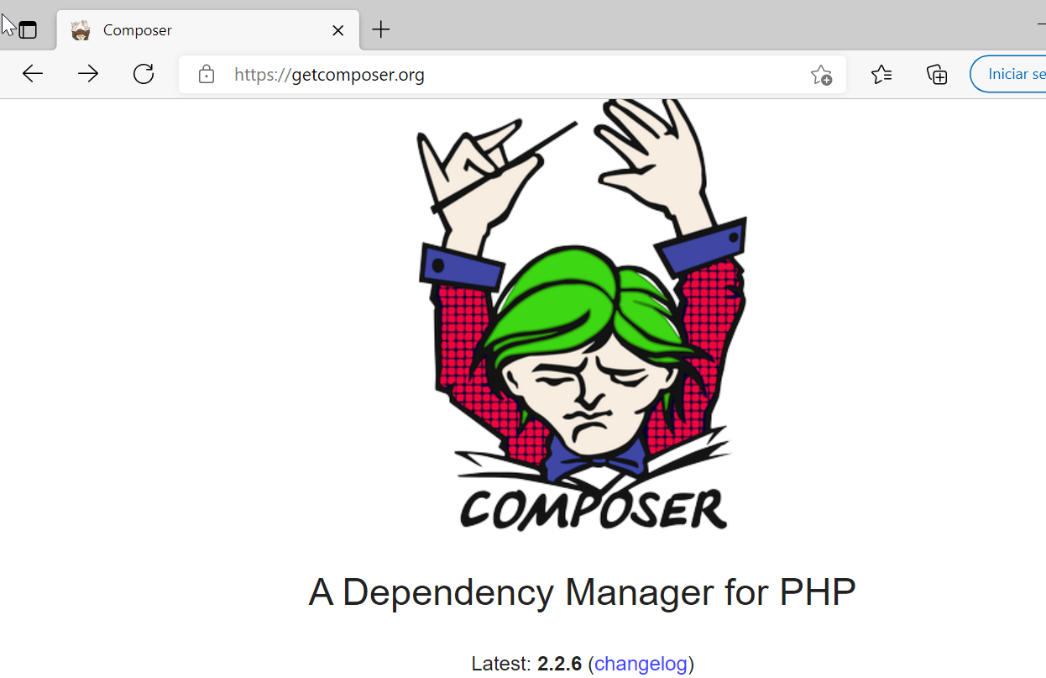 Composer
https://getcomposer.org
Iniciar se
COMPOSER
A Dependency Manager for PHP
Latest: 2.2.6 (changelog)